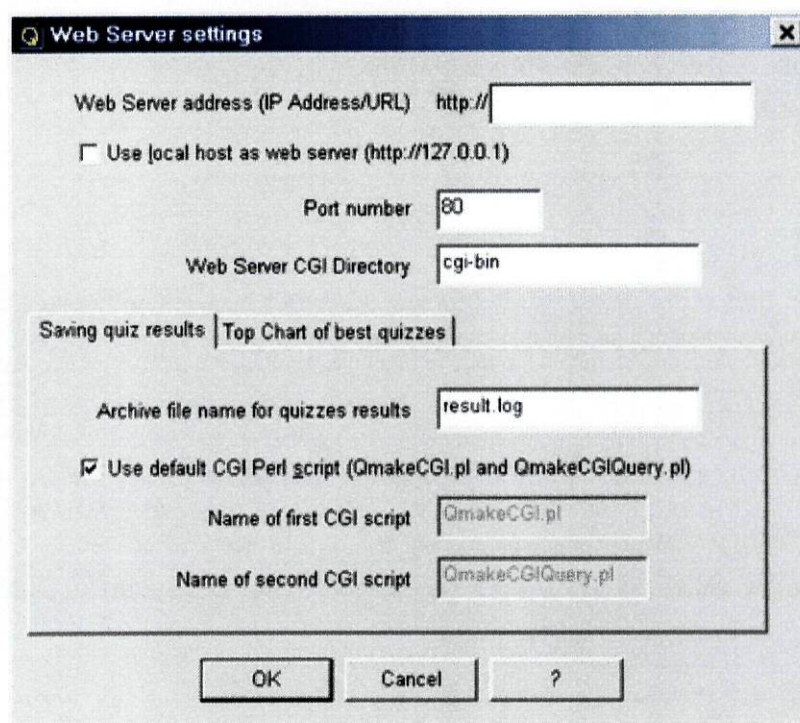 Web Server settings
Web Server address (IP Address/URL) http://
Use local host as web server (http://127.0.0.1)
Port number 80
Web Server CGI Directory cgi-bin
Saving quiz results Top Chart of best quizzes
Archive file name for quizzes results result.log
Use default CGI Perl script (QmakeCGI.pl and QmakeCGIQuery.pl)
Name of first CGI script QmakeCGI.pl
Name of second CGI script QmakeCGIQuery.pl
OK Cancel ?